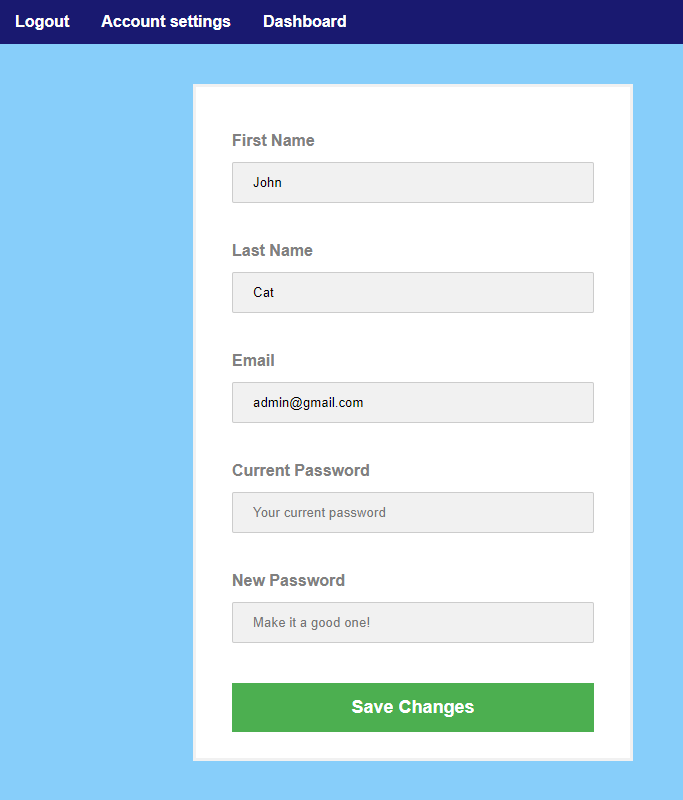 Logout Account settings Dashboard
First Name
John
Last Name
Cat
Email
admin@gmail.com
Current Password
Your current password
New Password
Make it a good one!
Save Changes